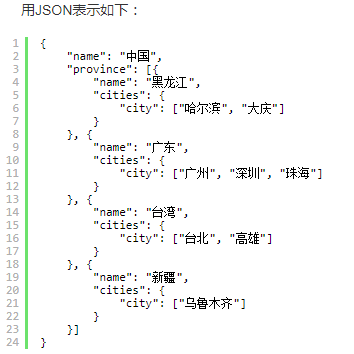 用JSON表示如下：
1 {
2     "name": "中国",
3     "province": [{
4         "name": "黑龙江",
5         "cities": {
6             "city": ["哈尔滨", "大庆"]
7         }
8     }, {
9         "name": "广东",
10         "cities": {
11             "city": ["广州", "深圳", "珠海"]
12         }
13     }, {
14         "name": "台湾",
15         "cities": {
16             "city": ["台北", "高雄"]
17         }
18     }, {
19         "name": "新疆",
20         "cities": {
21             "city": ["乌鲁木齐"]
22         }
23     }]
24 }